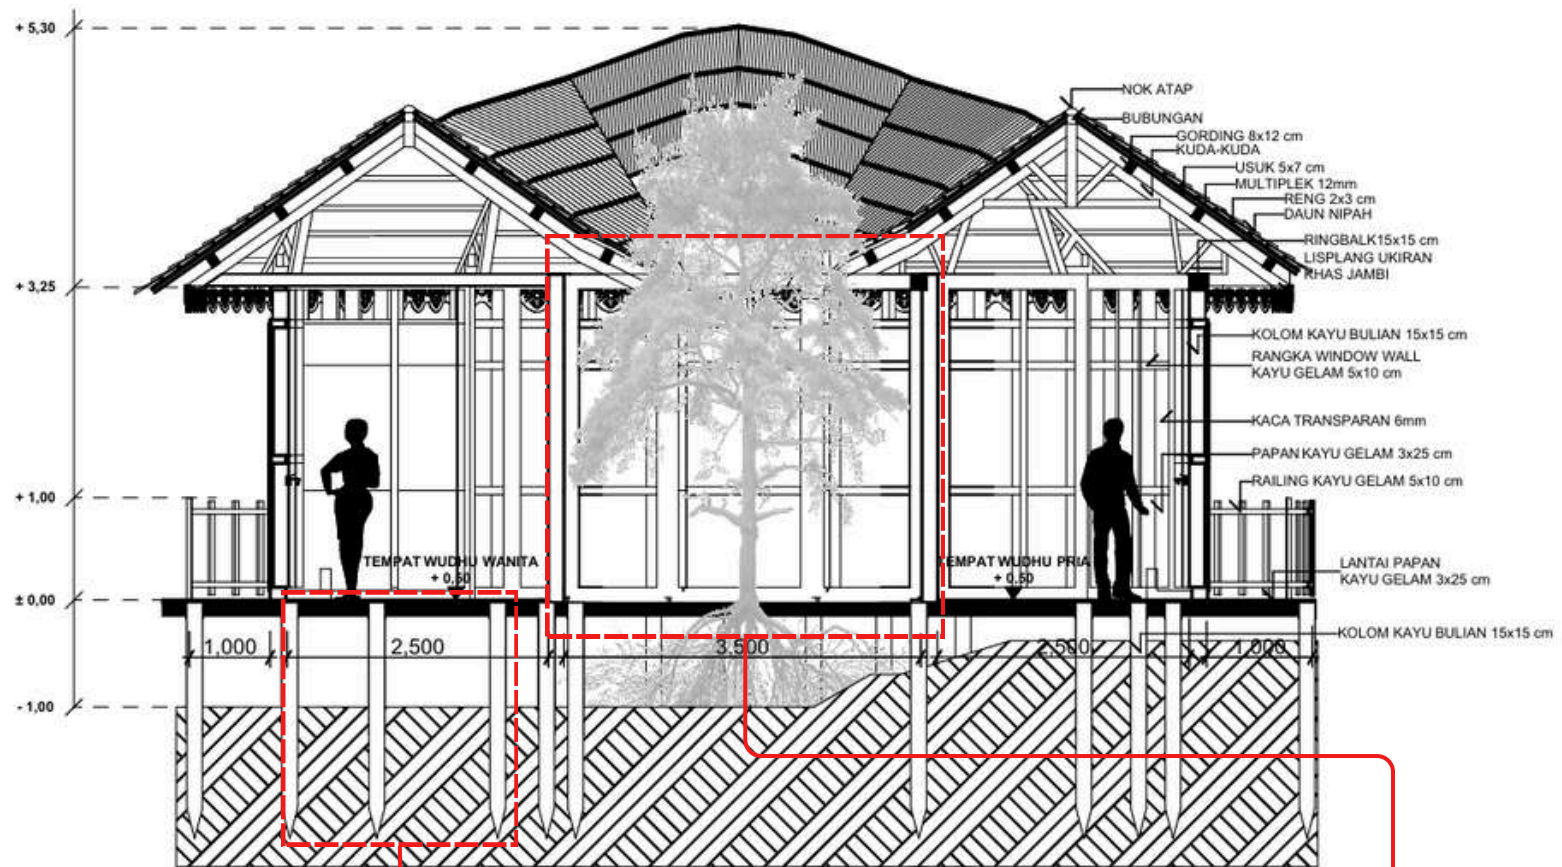 + 5,30
NOK ATAP
BUBUNGAN
GORDING 8x12 cm
KUDA-KUDA
USUK 5x7 cm
MULTIPLEK 12mm
RENG 2x3 cm
DAUN NIPAH
RINGBALK15x15 cm
LISPLANG UKIRAN
KHAS JAMBI
+ 3,25
KOLOM KAYU BULIAN 15x15 cm
RANGKA WINDOW WALL
KAYU GELAM 5x10 cm
KACA TRANSPARAN 6mm
PAPAN KAYU GELAM 3x25 cm
RAILING KAYU GELAM 5x10 cm
+ 1,00
TEMPAT WUDHU WANITA
+ 0,50
TEMPAT WUDHU PRIA
+ 0,50
LANTAI PAPAN
KAYU GELAM 3x25 cm
± 0,00
KOLOM KAYU BULIAN 15x15 cm
1,000
2,500
3,500
2,500
1,000
- 1,00